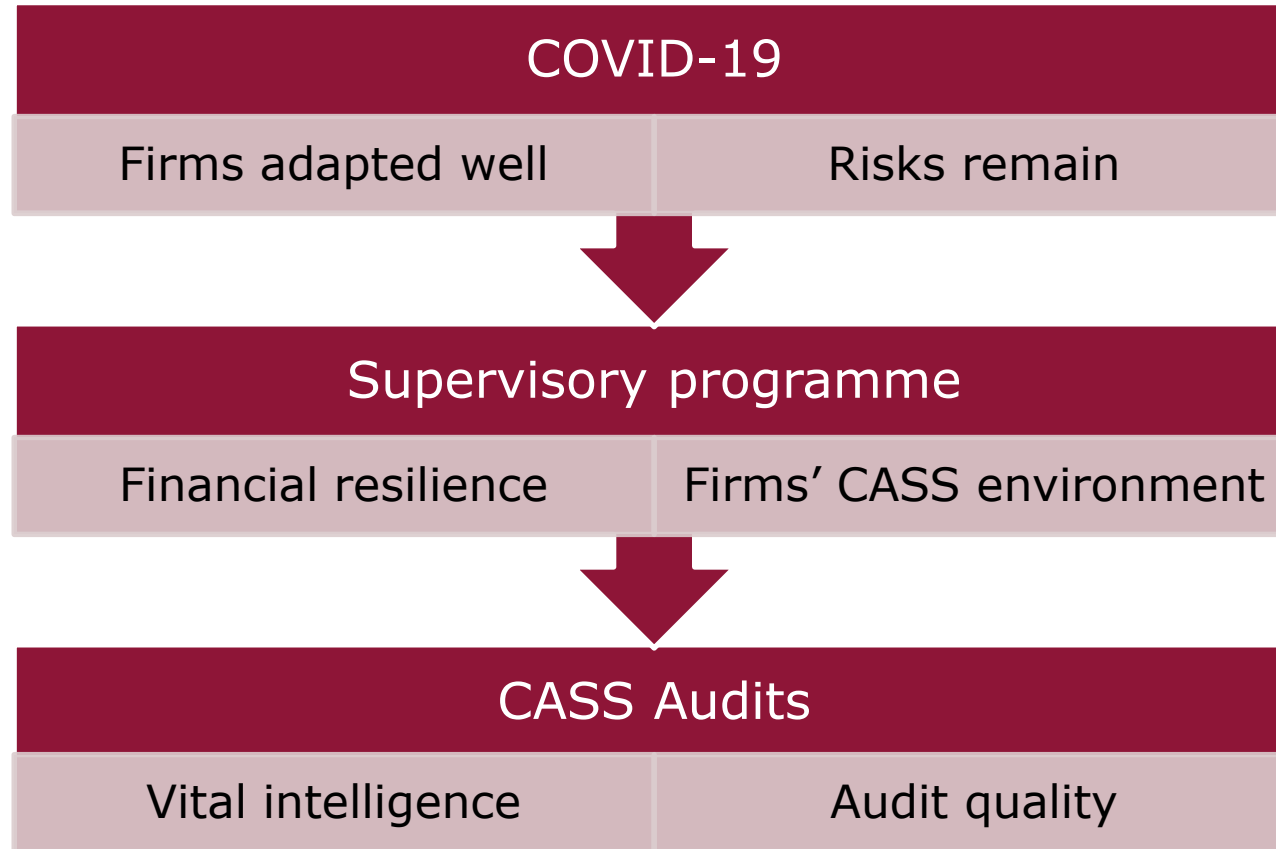 COVID-19
Firms adapted well
Risks remain
Supervisory programme
Financial resilience
Firms’ CASS environment
CASS Audits
Vital intelligence
Audit quality